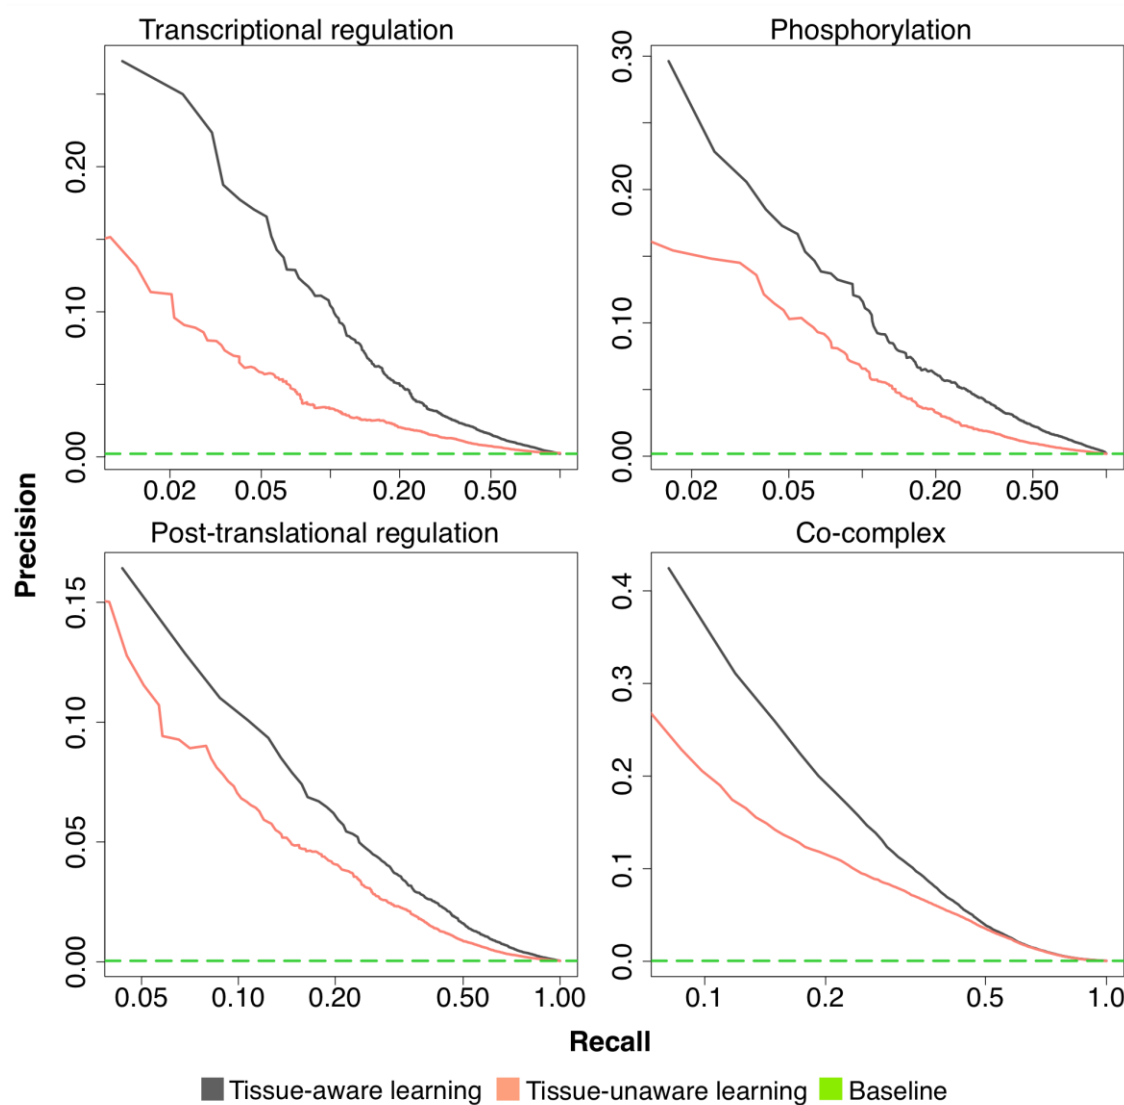 Transcriptional regulation
Phosphorylation
0.00 0.10 0.20
0.00 0.10 0.20 0.30
0.02 0.05 0.20 0.50
0.02 0.05 0.20 0.50
Precision
Post-translational regulation
Co-complex
0.00 0.05 0.10 0.15
0.0 0.1 0.2 0.3 0.4
0.05 0.10 0.20 0.50 1.00
0.1 0.2 0.5 1.0
Recall
Tissue-aware learning Tissue-unaware learning Baseline